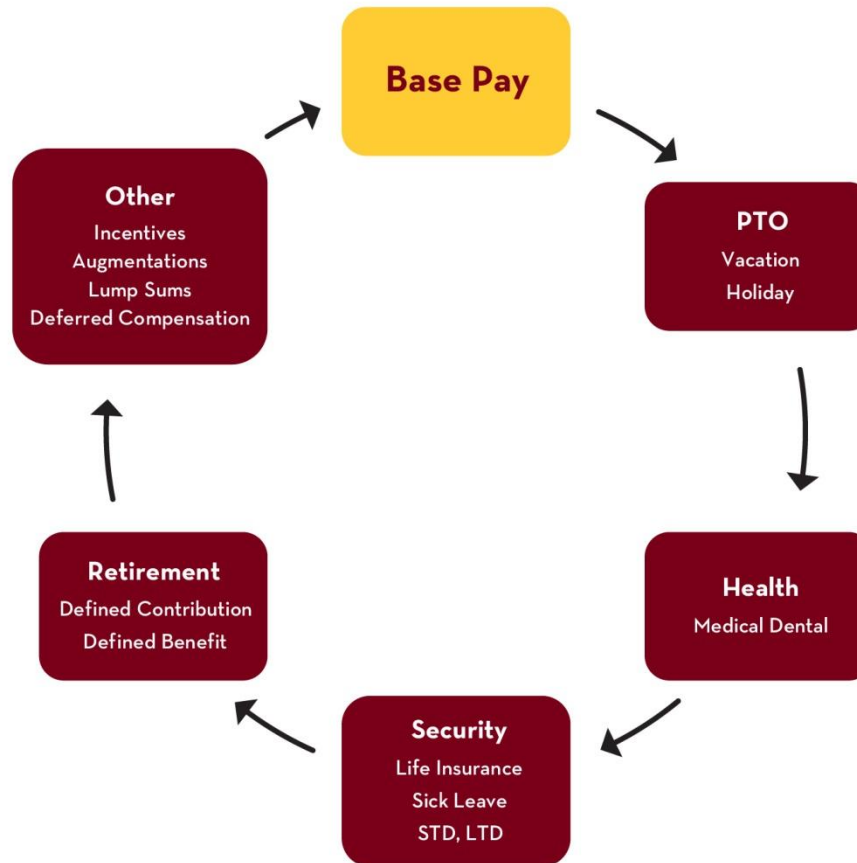 Base Pay
PTO
Vacation
Holiday
Health
Medical Dental
Security
Life Insurance
Sick Leave
STD, LTD
Retirement
Defined Contribution
Defined Benefit
Other
Incentives
Augmentations
Lump Sums
Deferred Compensation